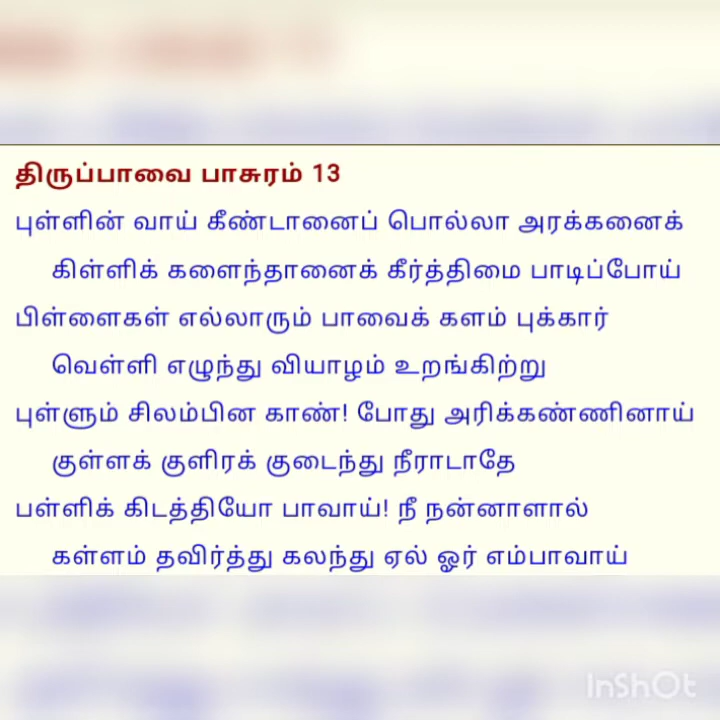 திருப்பாவை பாசுரம் 13
புள்ளின் வாய் கீண்டானைப் பொல்லா அரக்கனைக்
கிள்ளிக் களைந்தானைக் கீர்த்திமை பாடிப்போய்
பிள்ளைகள் எல்லாரும் பாவைக் களம் புக்கார்
வெள்ளி எழுந்து வியாழம் உறங்கிற்று
புள்ளும் சிலம்பின காண்! போது அரிக்கண்ணினாய்
குள்ளக் குளிரக் குடைந்து நீராடாதே
பள்ளிக் கிடத்தியோ பாவாய்! நீ நன்னாளால்
கள்ளம் தவிர்த்து கலந்து ஏல் ஓர் எம்பாவாய்
InShOt